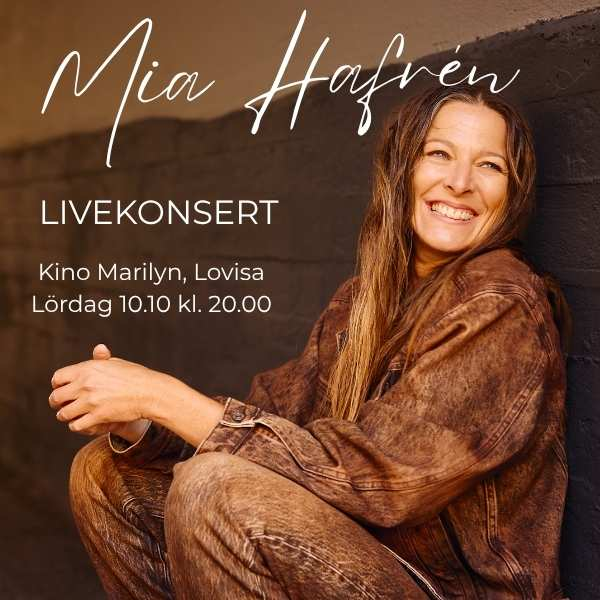 Mia Hafrén
LIVEKONSERT
Kino Marilyn, Lovisa
Lördag 10.10 kl. 20.00